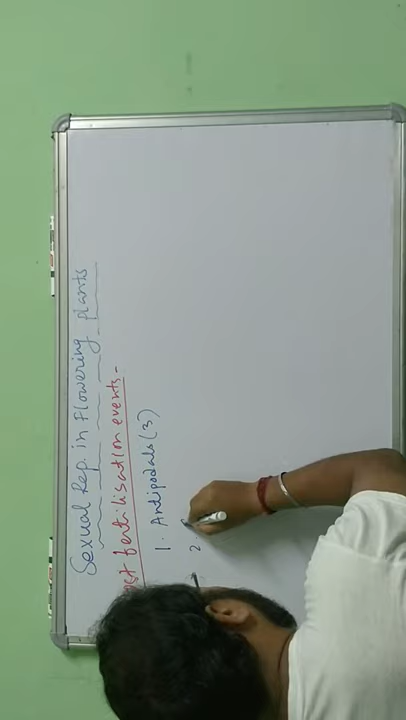 Sexual Rep. in Flowering plants
fertilisation events-
1. Antipodals (3)
2